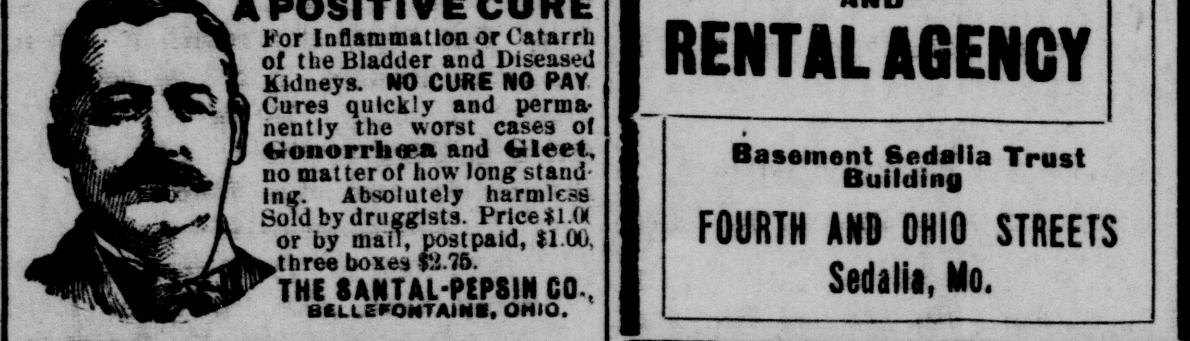 A POSITIVE CURE
For Inflammation or Catarrh
of the Bladder and Diseased
Kidneys. NO CURE NO PAY.
Cures quickly and perma-
nently the worst cases of
Gonorrhœa and Gleet,
no matter of how long stand-
ing. Absolutely harmless
Sold by druggists. Price $1.00
or by mail, postpaid, $1.00,
three boxes $2.75.
THE SANTAL-PEPSIN CO.,
BELLEFONTAINE, OHIO.
AND
RENTAL AGENCY
Basement Sedalia Trust
Building
FOURTH AND OHIO STREETS
Sedalia, Mo.